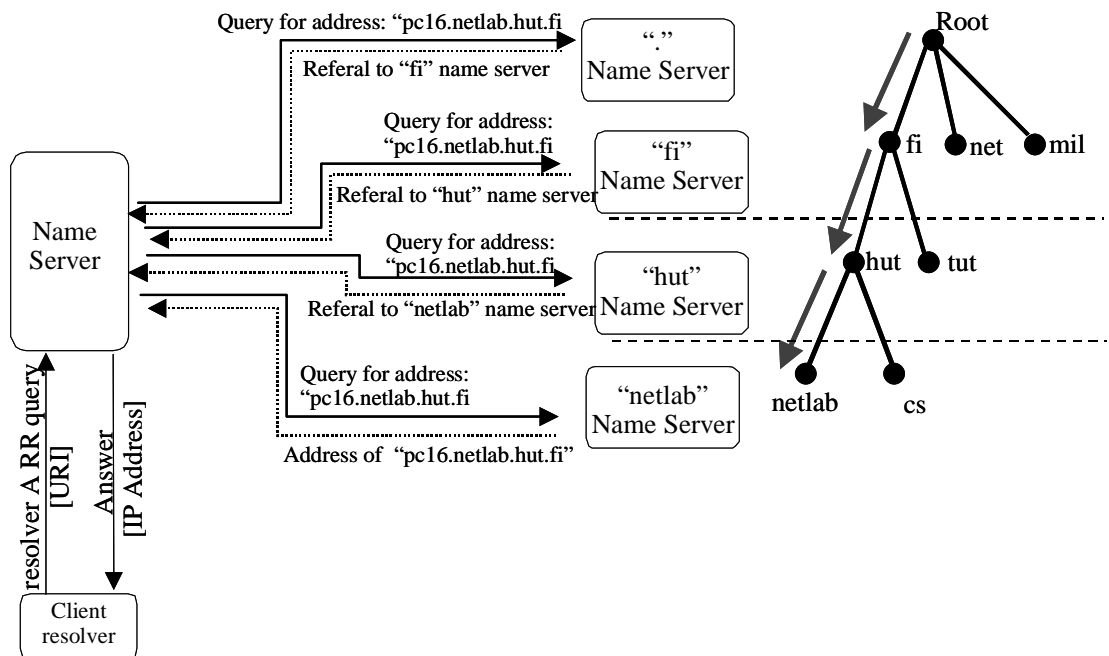 Query for address: “pc16.netlab.hut.fi
Referal to “fi” name server
“.”
Name Server
Root
Query for address:
“pc16.netlab.hut.fi
Referal to “hut” name server
“fi”
Name Server
fi
net
mil
Name
Server
Query for address:
“pc16.netlab.hut.fi
Referal to “netlab” name server
“hut”
Name Server
hut
tut
Query for address:
“pc16.netlab.hut.fi
Address of “pc16.netlab.hut.fi”
“netlab”
Name Server
netlab
cs
resolver A RR query
[URI]
Answer
[IP Address]
Client
resolver